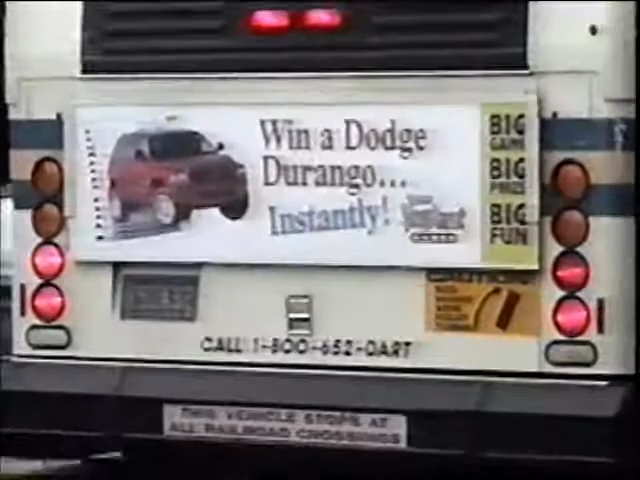 Win a Dodge
Durango...
Instantly!
BIG
GAME
BIG
PRIZE
BIG
FUN
CALL 1-800-652-DART
THIS VEHICLE STOPS AT
ALL RAILROAD CROSSINGS